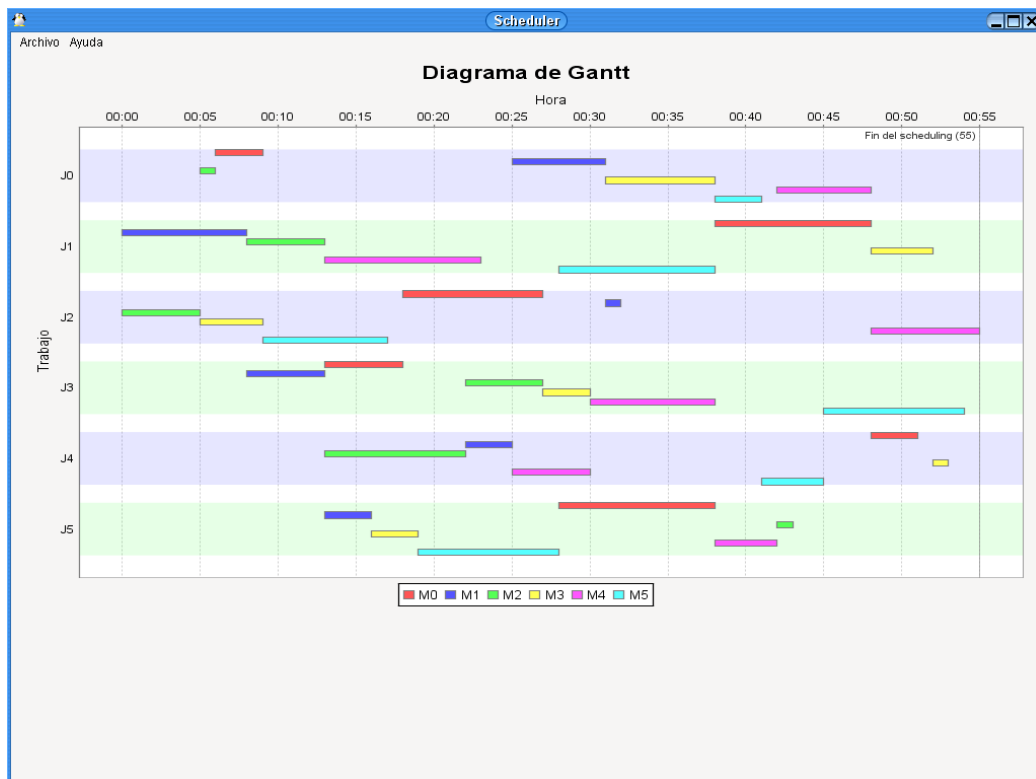 Scheduler
Archivo Ayuda
Diagrama de Gantt
Hora
00:00 00:05 00:10 00:15 00:20 00:25 00:30 00:35 00:40 00:45 00:50 00:55
Fin del scheduling (55)
Trabajo
J0
J1
J2
J3
J4
J5
M0 M1 M2 M3 M4 M5